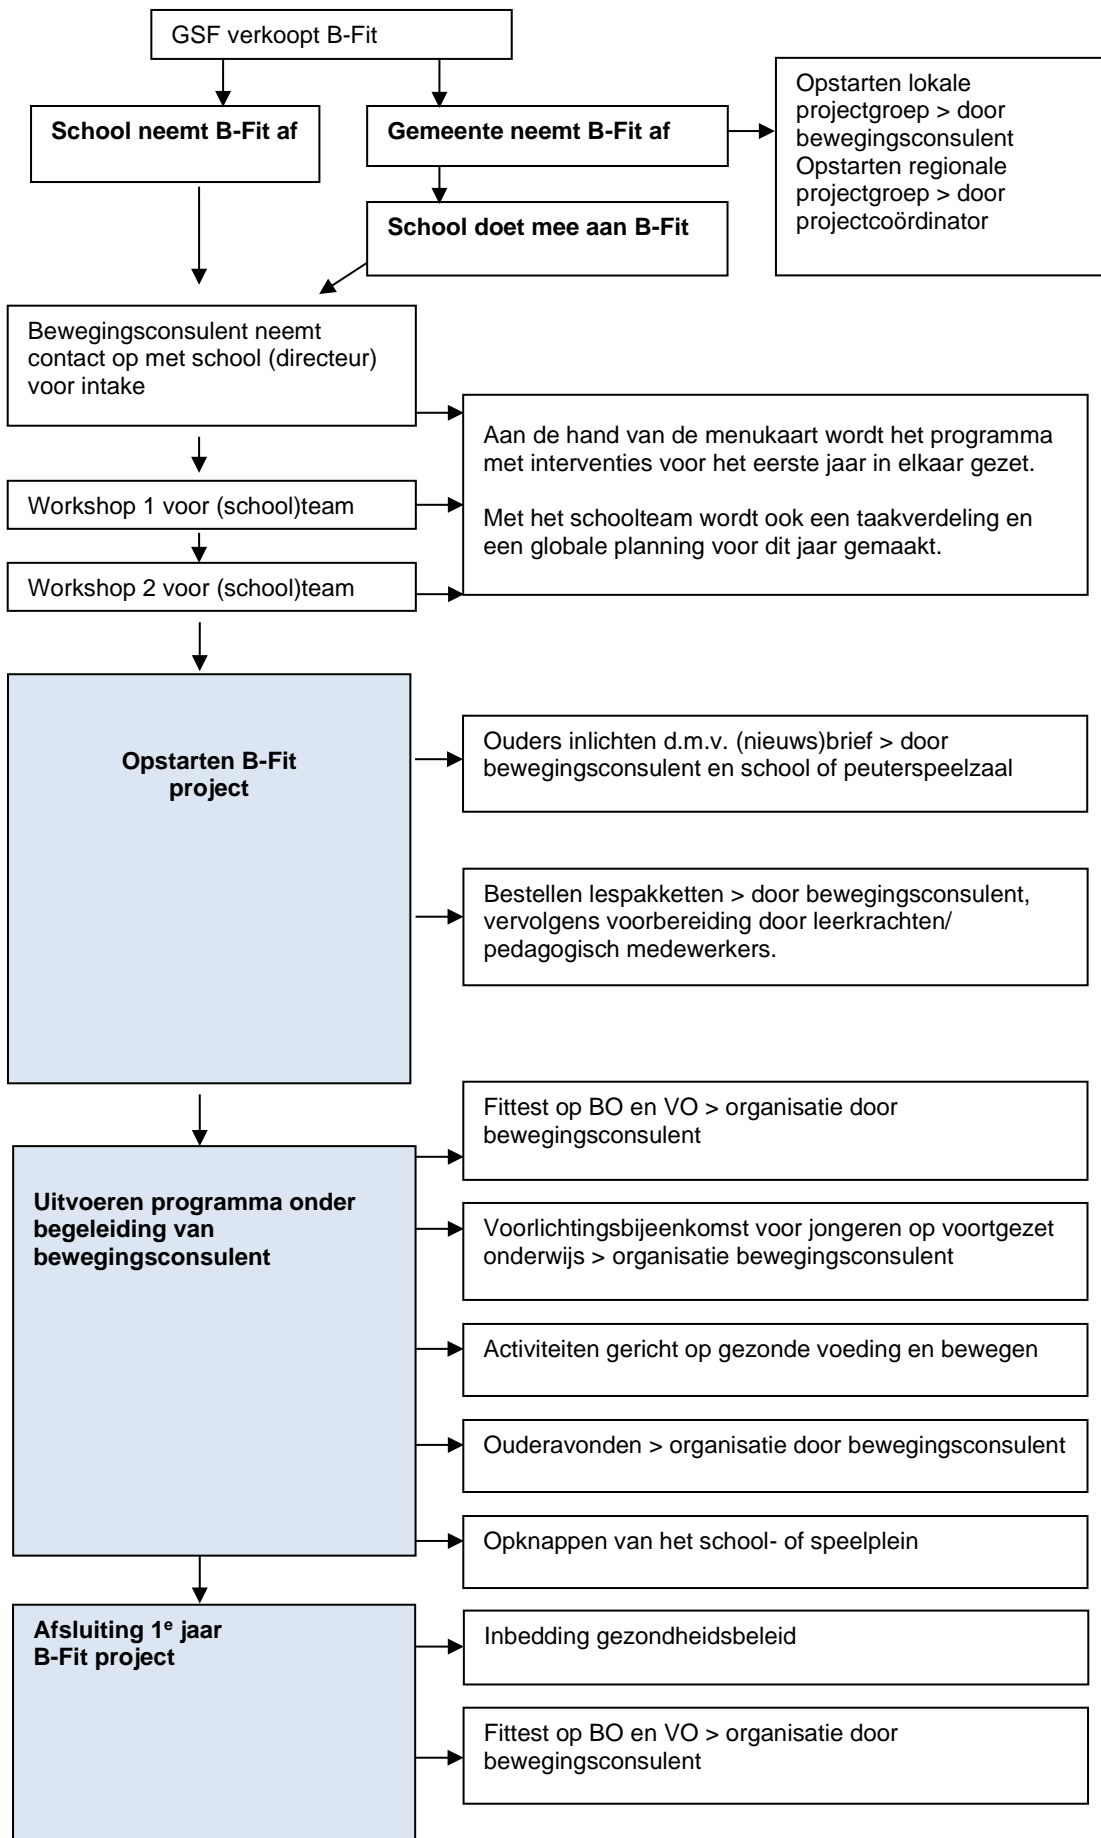 GSF verkoopt B-Fit
School neemt B-Fit af
Gemeente neemt B-Fit af
Opstarten lokale
projectgroep > door
bewegingsconsulent
Opstarten regionale
projectgroep > door
projectcoördinator
School doet mee aan B-Fit
Bewegingsconsulent neemt
contact op met school (directeur)
voor intake
Aan de hand van de menukaart wordt het programma
met interventies voor het eerste jaar in elkaar gezet.
Met het schoolteam wordt ook een taakverdeling en
een globale planning voor dit jaar gemaakt.
Workshop 1 voor (school)team
Workshop 2 voor (school)team
Opstarten B-Fit
project
Ouders inlichten d.m.v. (nieuws)brief > door
bewegingsconsulent en school of peuterspeelzaal
Bestellen lespakketten > door bewegingsconsulent,
vervolgens voorbereiding door leerkrachten/
pedagogisch medewerkers.
Uitvoeren programma onder
begeleiding van
bewegingsconsulent
Fittest op BO en VO > organisatie door
bewegingsconsulent
Voorlichtingsbijeenkomst voor jongeren op voortgezet
onderwijs > organisatie bewegingsconsulent
Activiteiten gericht op gezonde voeding en bewegen
Ouderavonden > organisatie door bewegingsconsulent
Opknappen van het school- of speelplein
Afsluiting 1e jaar
B-Fit project
Inbedding gezondheidsbeleid
Fittest op BO en VO > organisatie door
bewegingsconsulent